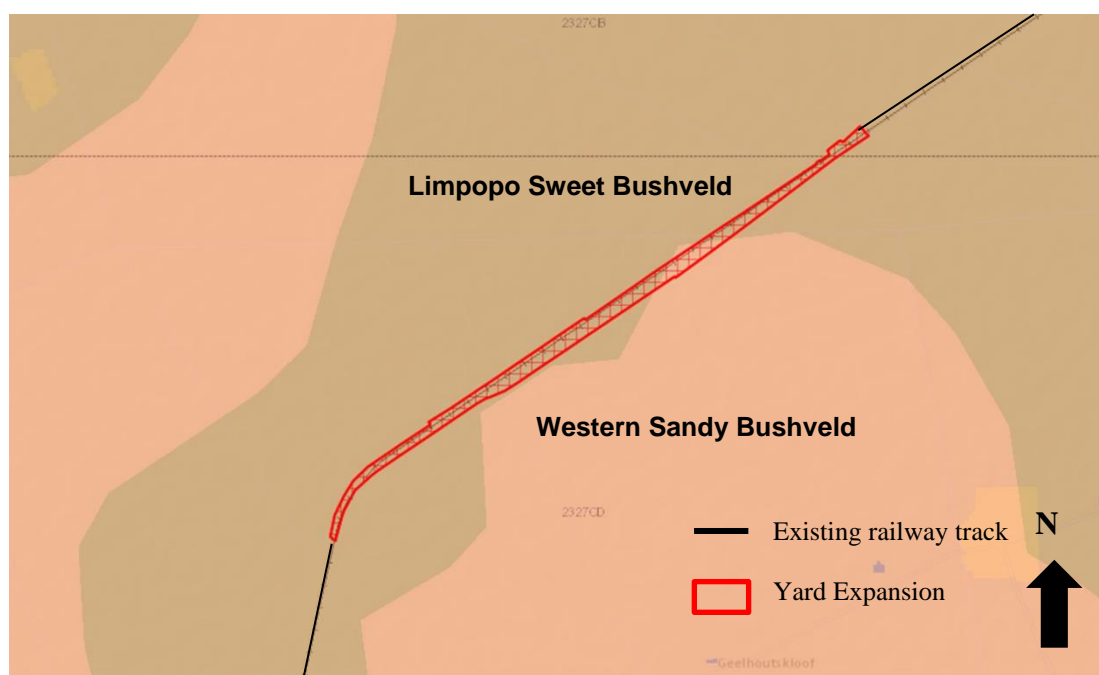 2327CB
Limpopo Sweet Bushveld
Western Sandy Bushveld
2327CD
Existing railway track
N
Yard Expansion
Geelhoutskloof